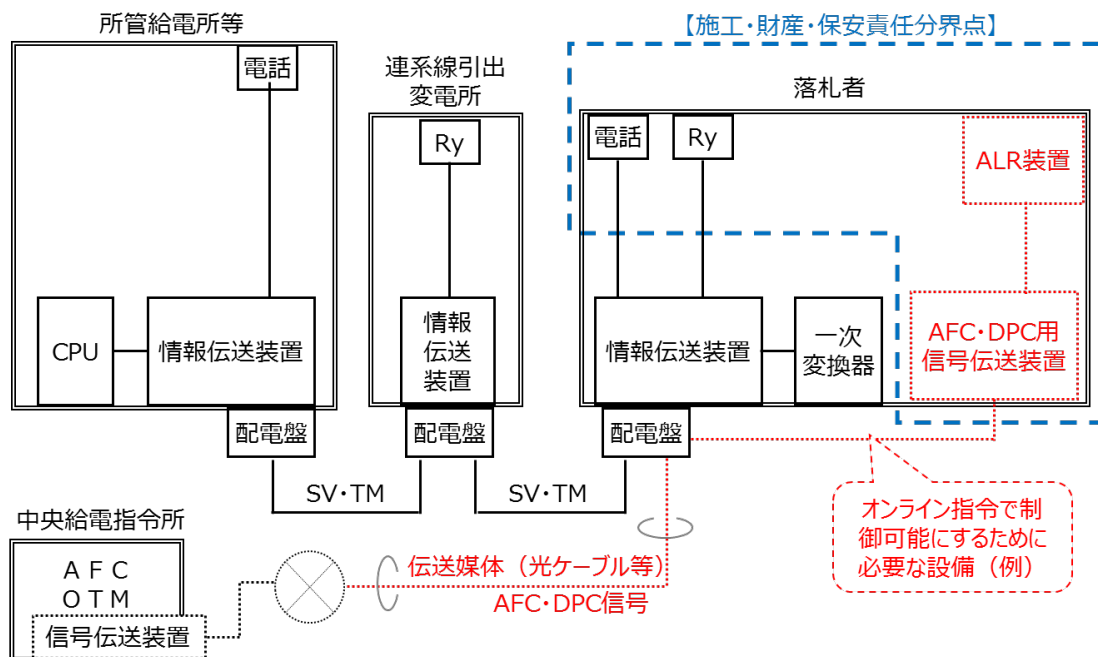 所管給電所等
電話
CPU
情報伝送装置
配電盤
連系線引出
変電所
Ry
情報
伝送
装置
配電盤
【施工・財産・保安責任分界点】
落札者
電話
Ry
ALR装置
情報伝送装置
一次
変換器
AFC・DPC用
信号伝送装置
配電盤
SV・TM
SV・TM
オンライン指令で制
御可能にするために
必要な設備（例）
中央給電指令所
ＡＦＣ
ＯＴＭ
信号伝送装置
伝送媒体（光ケーブル等）
AFC・DPC信号